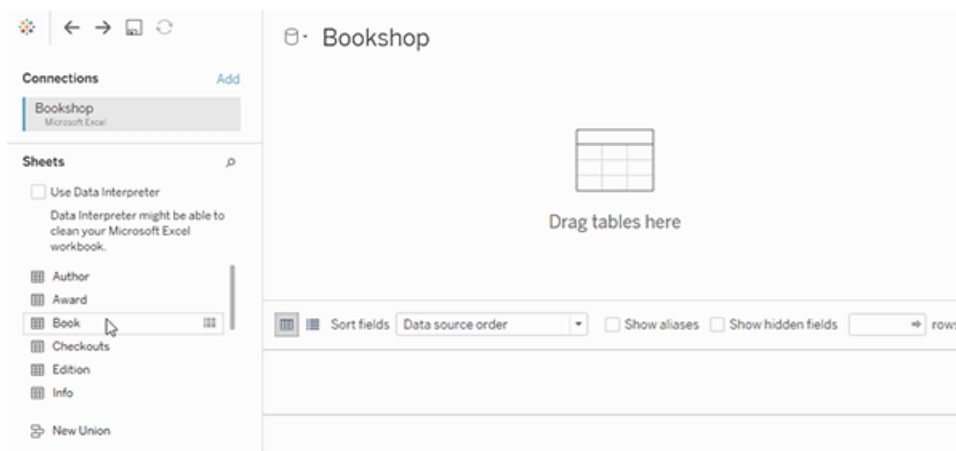 Bookshop
Connections Add
Bookshop
Microsoft Excel
Sheets
Use Data Interpreter
Data Interpreter might be able to
clean your Microsoft Excel
workbook.
Author
Award
Book
Checkouts
Edition
Info
New Union
Drag tables here
Sort fields Data source order Show aliases Show hidden fields rows